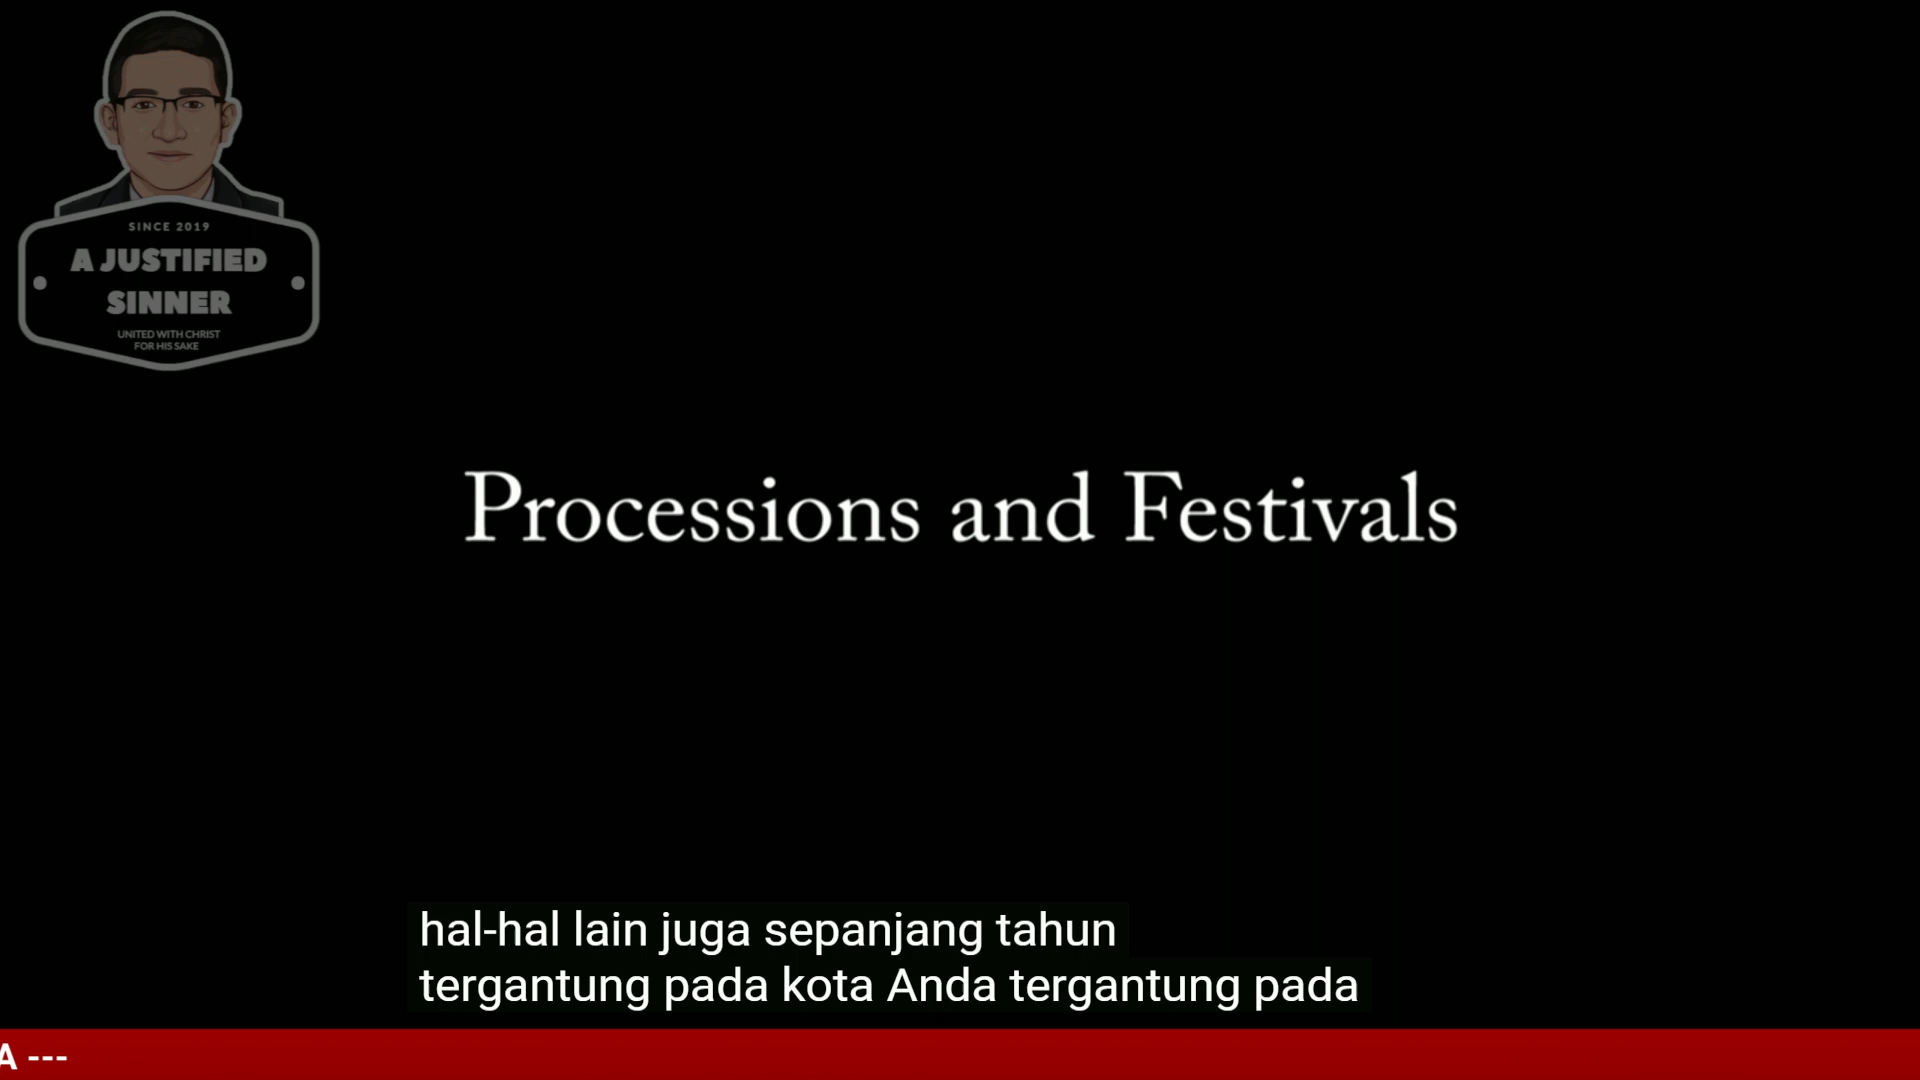 SINCE 2019
A JUSTIFIED
SINNER
UNITED WITH CHRIST
FOR HIS SAKE
Processions and Festivals
hal-hal lain juga sepanjang tahun
tergantung pada kota Anda tergantung pada
A ---